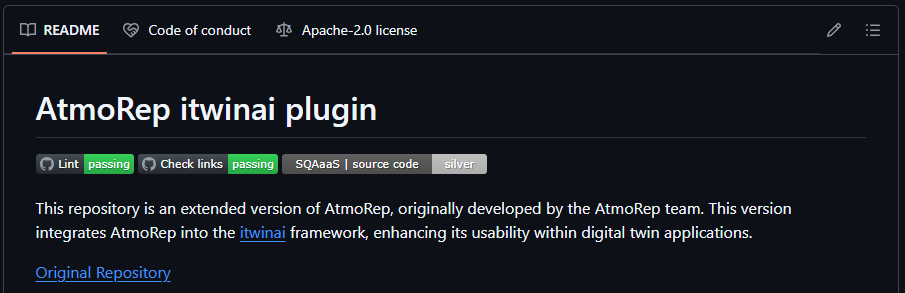 README Code of conduct Apache-2.0 license
AtmoRep itwinai plugin
Lint passing Check links passing SQAaaS | source code silver
This repository is an extended version of AtmoRep, originally developed by the AtmoRep team. This version
integrates AtmoRep into the itwinai framework, enhancing its usability within digital twin applications.
Original Repository